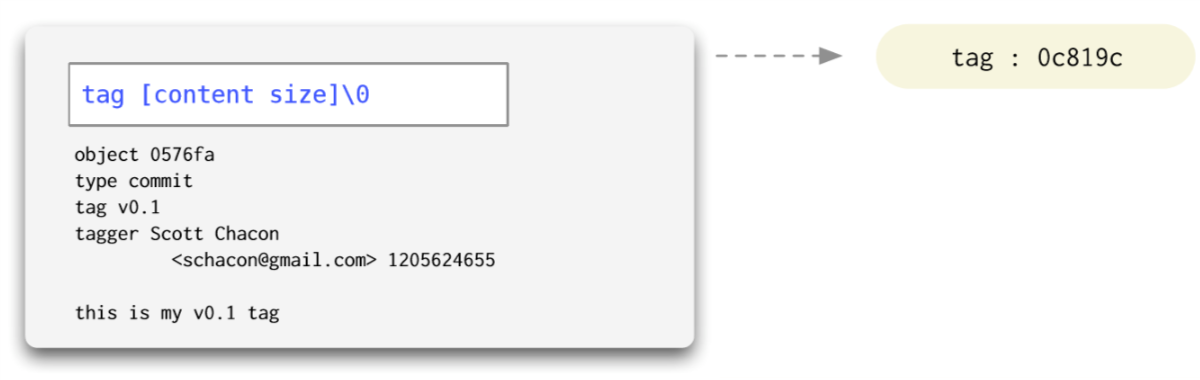 tag [content size]\0
object 0576fa
type commit
tag v0.1
tagger Scott Chacon
<schacon@gmail.com> 1205624655
this is my v0.1 tag
tag : 0c819c